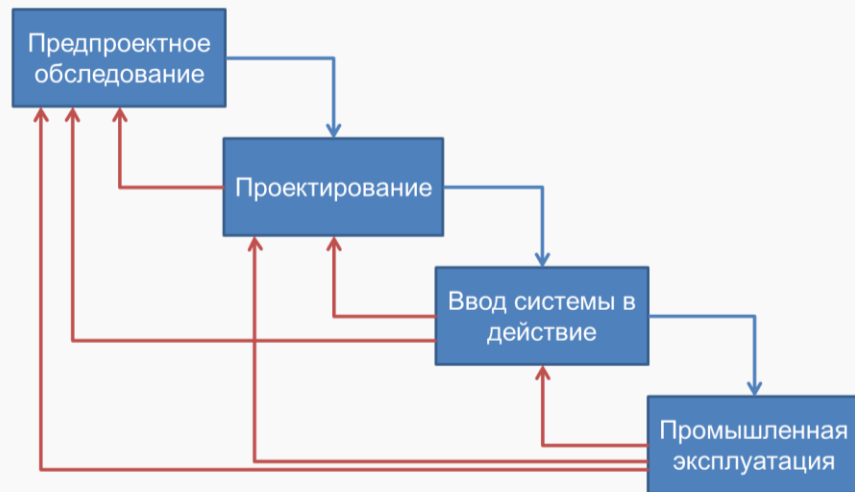 Предпроектное
обследование
Проектирование
Ввод системы в
действие
Промышленная
эксплуатация